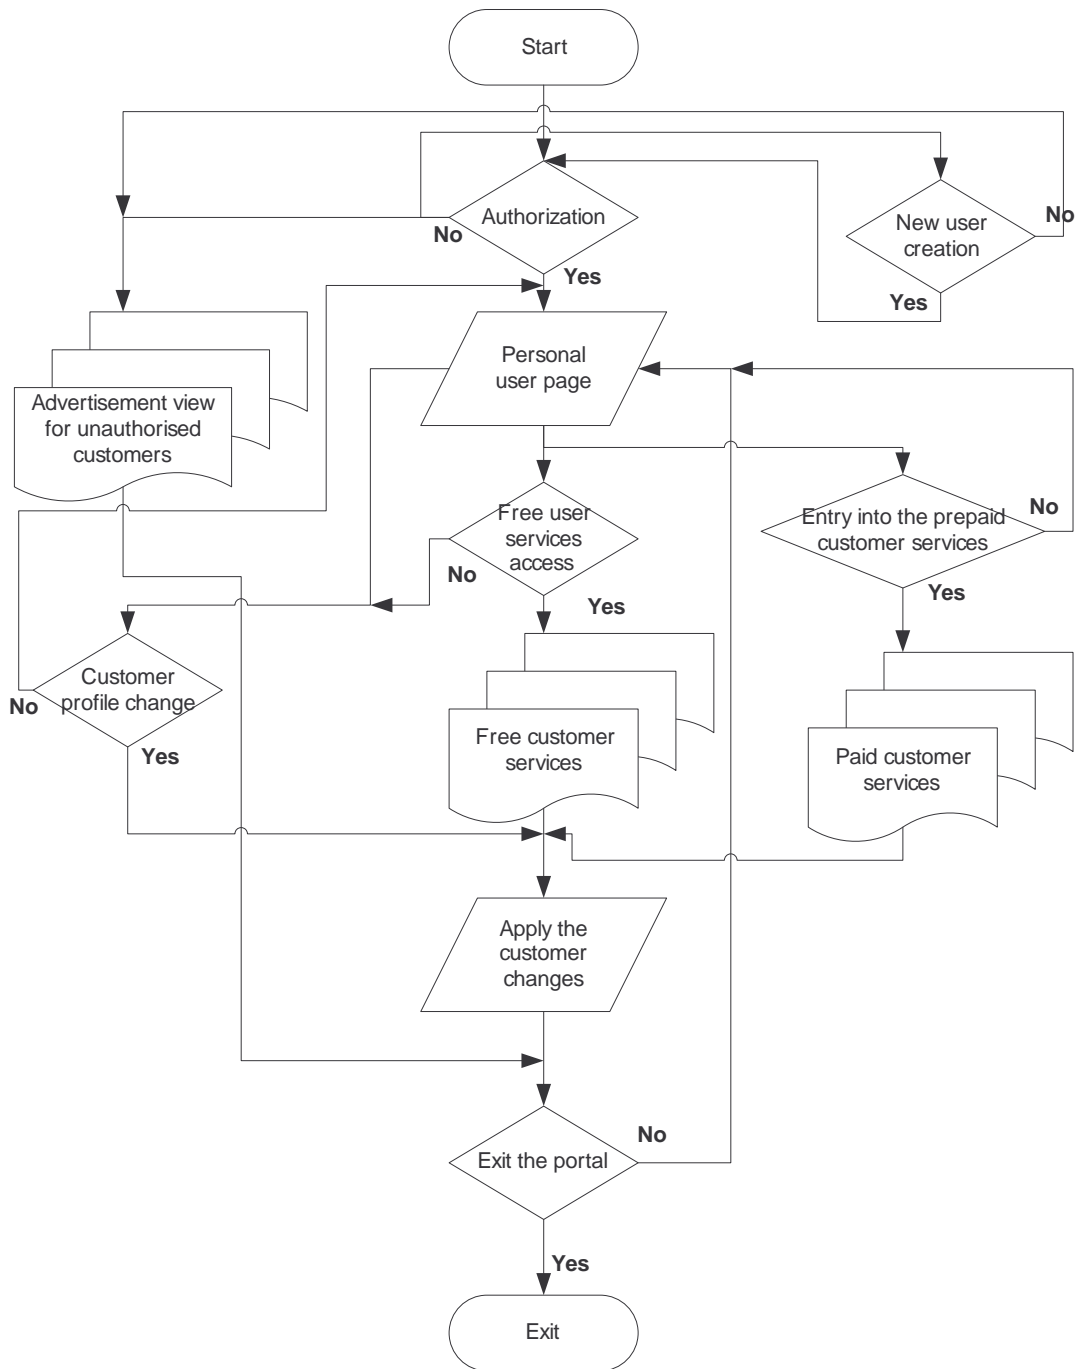 Start
Authorization
No
Yes
New user
creation
No
Yes
Personal
user page
Advertisement view
for unauthorised
customers
Free user
services
access
No
Yes
Entry into the prepaid
customer services
No
Yes
Customer
profile change
No
Yes
Free customer
services
Paid customer
services
Apply the
customer
changes
Exit the portal
No
Yes
Exit